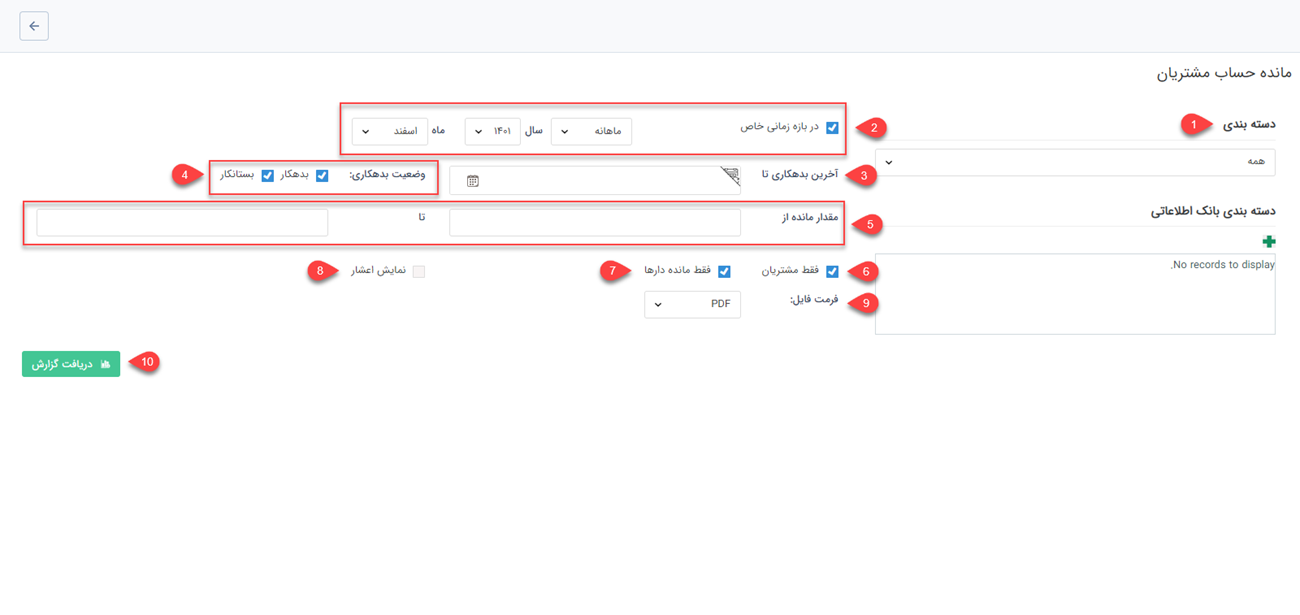 مانده حساب مشتریان
دسته بندی
1
همه
دسته بندی بانک اطلاعاتی
No records to display.
2
در بازه زمانی خاص
ماهانه
سال
۱۴۰۱
ماه
اسفند
3
آخرین بدهکاری تا
وضعیت بدهکاری:
بدهکار
بستانکار
4
5
مقدار مانده از
تا
6
فقط مشتریان
فقط مانده دارها
7
نمایش اعشار
8
9
فرمت فایل:
PDF
دریافت گزارش
10